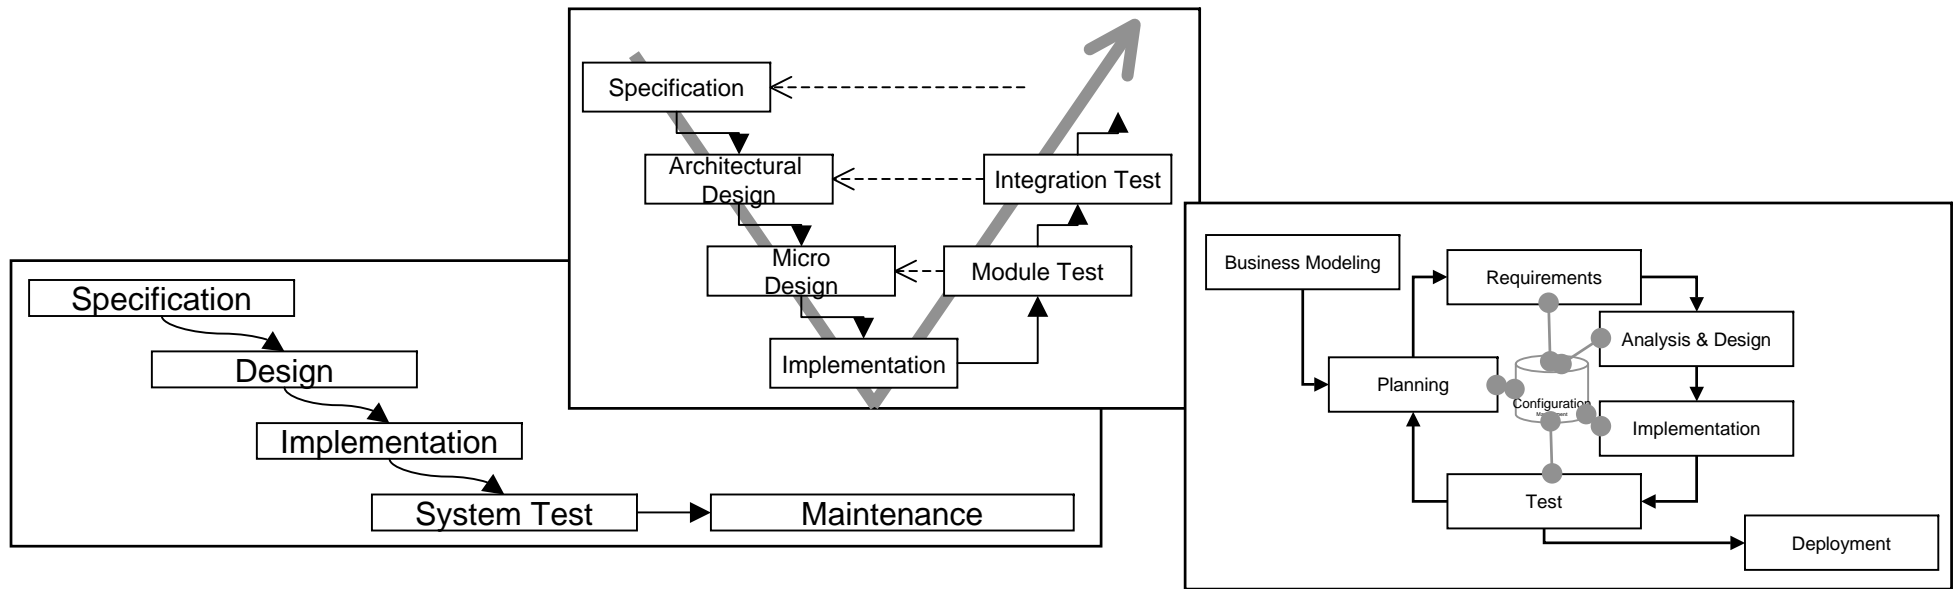 Specification
Design
Implementation
System Test
Maintenance
Specification
Architectural
Design
Micro
Design
Implementation
Module Test
Integration Test
Business Modeling
Requirements
Analysis & Design
Planning
Configuration
Implementation
Test
Deployment